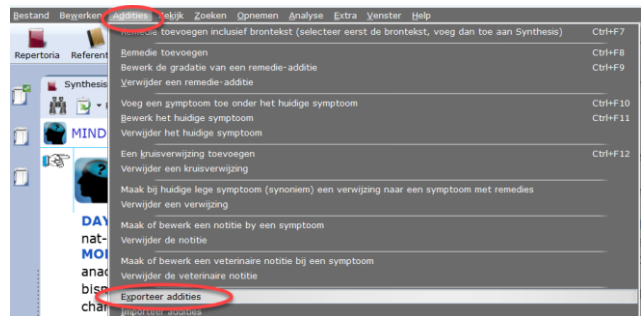 Bestand Bewerken Addities Bekijk Zoeken Opnemen Analyse Extra Venster Help
Remedie toevoegen inclusief brontekst (selecteer eerst de brontekst, voeg dan toe aan Synthesis) Ctrl+F7
Repertoria Referent
Remedie toevoegen Ctrl+F8
Bewerk de gradatie van een remedie-additie Ctrl+F9
Verwijder een remedie-additie
Synthesis
Voeg een symptoom toe onder het huidige symptoom Ctrl+F10
Bewerk het huidige symptoom Ctrl+F11
MIND
Verwijder het huidige symptoom
Een kruisverwijzing toevoegen Ctrl+F12
Verwijder een kruisverwijzing
Maak bij huidige lege symptoom (synoniem) een verwijzing naar een symptoom met remedies
Verwijder een verwijzing
DAY
Maak of bewerk een notitie by een symptoom
nat-
Verwijder de notitie
MOI
Maak of bewerk een veterinaire notitie bij een symptoom
anac
Verwijder de veterinaire notitie
bism
Exporteer addities
char
Importeer addities